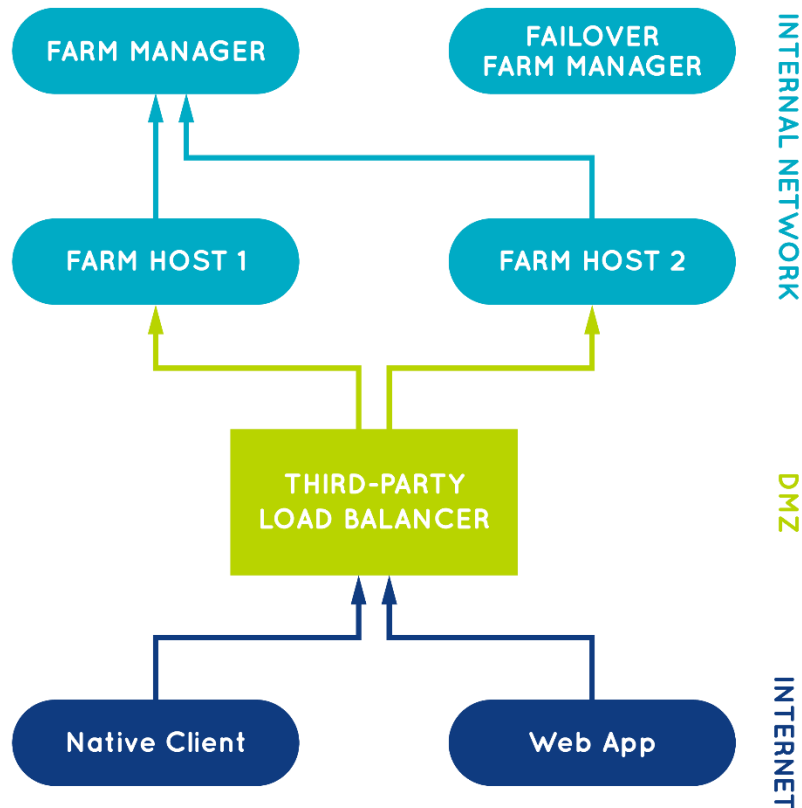 FARM MANAGER
FAILOVER
FARM MANAGER
INTERNAL NETWORK
FARM HOST 1
FARM HOST 2
THIRD-PARTY
LOAD BALANCER
DMZ
Native Client
Web App
INTERNET